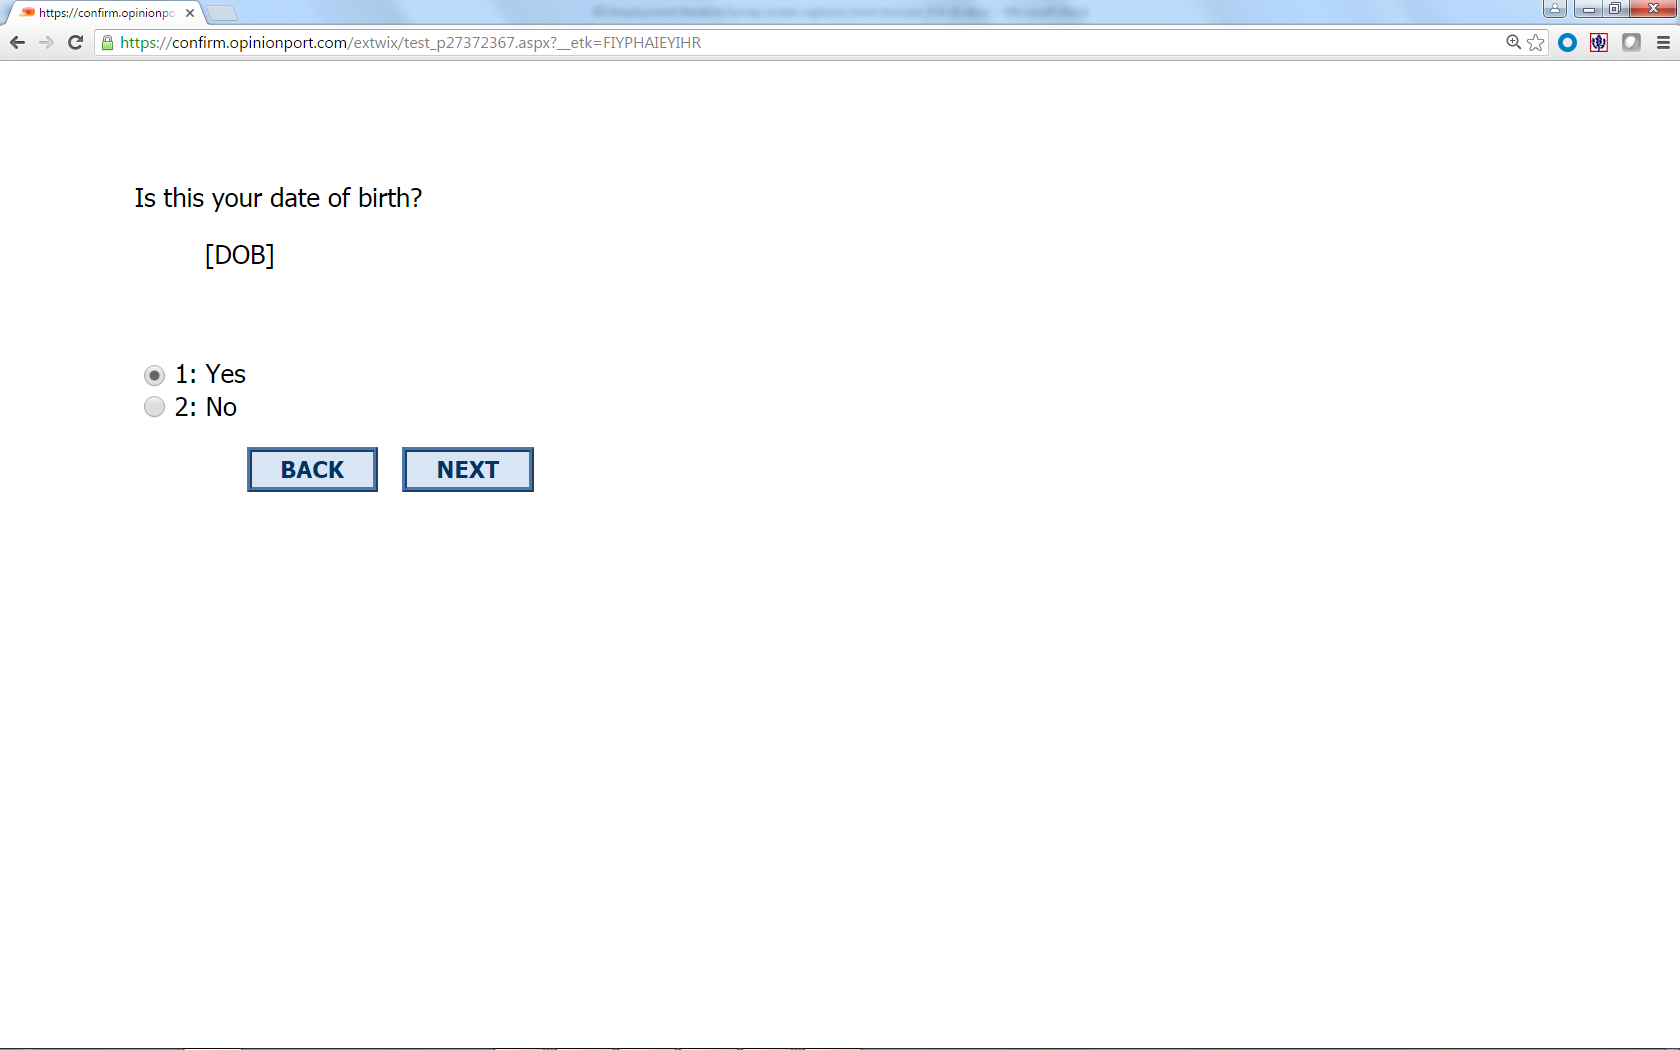 https://confirm.opinionpo
https://confirm.opinionport.com/extwix/test_p27372367.aspx?__etk=FIYPHAIEYIHR
Is this your date of birth?
[DOB]
1: Yes
2: No
BACK NEXT